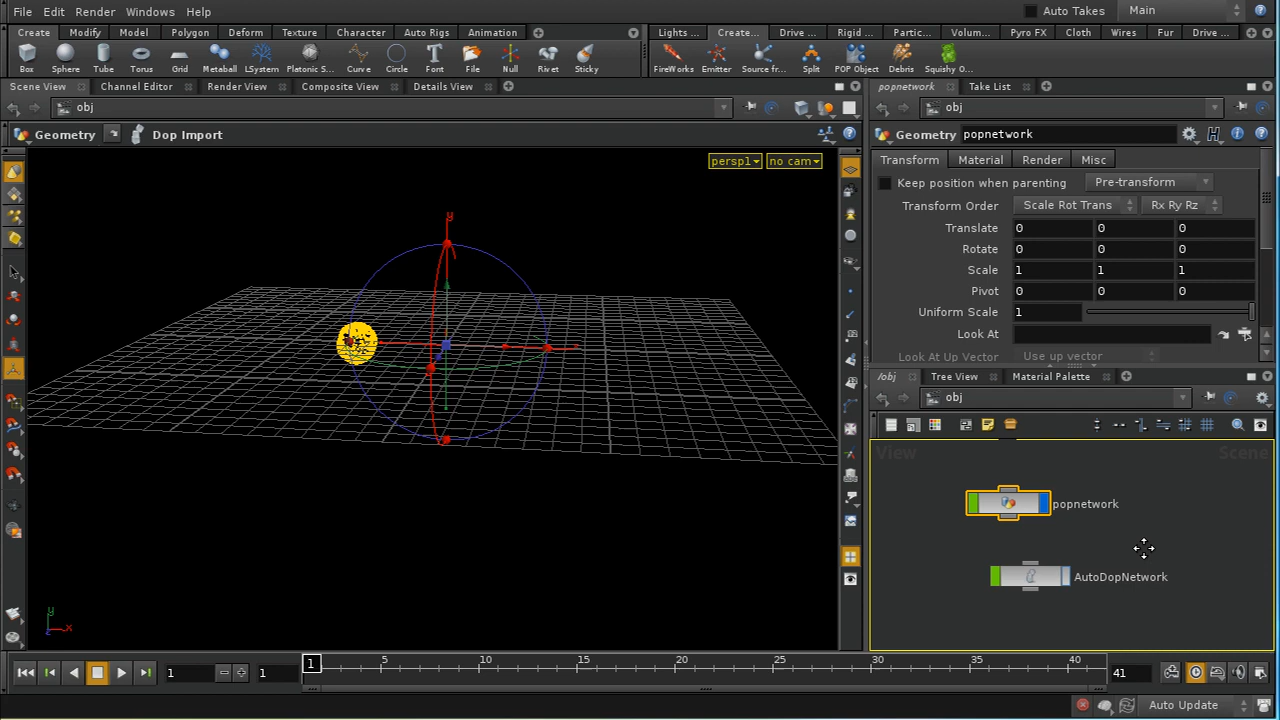 File Edit Render Windows Help Auto Takes Main
Create Modify Model Polygon Deform Texture Character Auto Rigs Animation Lights ... Create... Drive ... Rigid ... Partic... Volum... Pyro FX Cloth Wires Fur Drive ...
Box Sphere Tube Torus Grid Metaball LSystem Platonic S... Curve Circle Font File Null Rivet Sticky FireWorks Emitter Source fr... Split POP Object Debris Squishy O...
Scene View Channel Editor Render View Composite View Details View popnetwork Take List
obj obj
Geometry Dop Import Geometry popnetwork
persp1 no cam Transform Material Render Misc
Keep position when parenting Pre-transform
Transform Order Scale Rot Trans Rx Ry Rz
Translate 0 0 0
Rotate 0 0 0
Scale 1 1 1
Pivot 0 0 0
Uniform Scale 1
Look At
Look At Up Vector Use up vector
/obj Tree View Material Palette
obj
View Scene
popnetwork
AutoDopNetwork
y
y
x
z
1 1 1 5 10 15 20 25 30 35 40 41
Auto Update